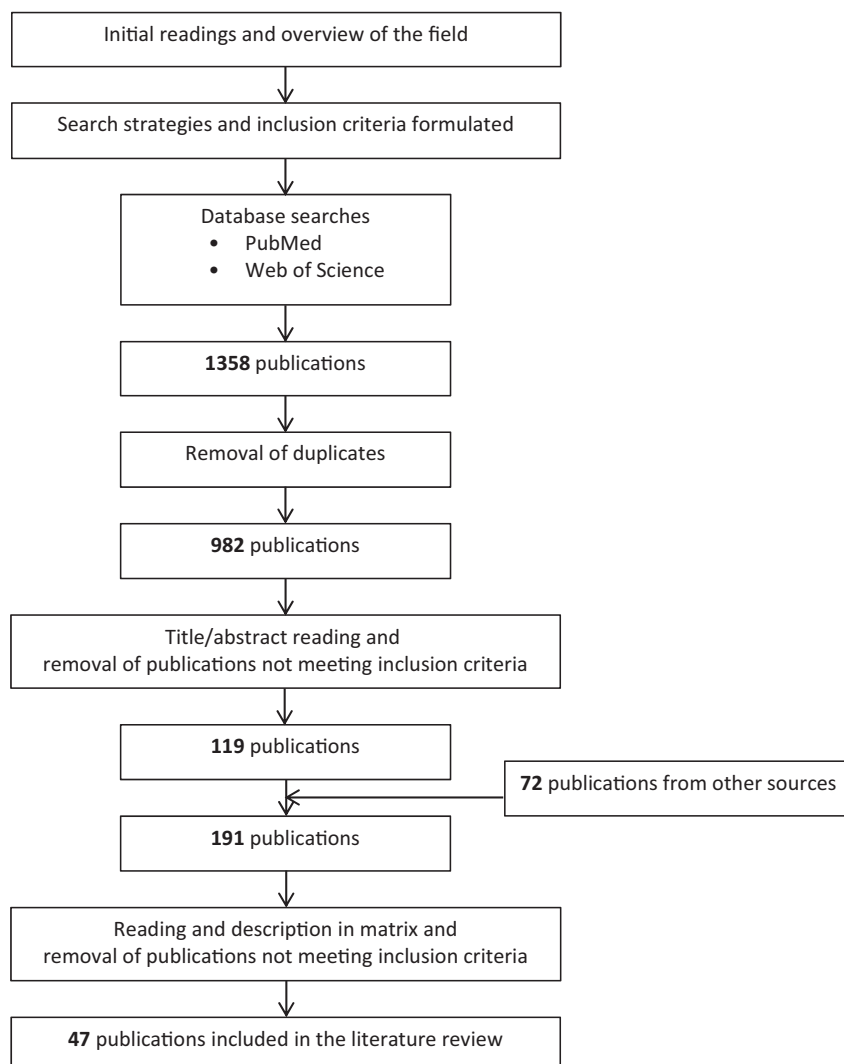 Initial readings and overview of the field
Search strategies and inclusion criteria formulated
Database searches
• PubMed
• Web of Science
1358 publications
Removal of duplicates
982 publications
Title/abstract reading and
removal of publications not meeting inclusion criteria
119 publications
72 publications from other sources
191 publications
Reading and description in matrix and
removal of publications not meeting inclusion criteria
47 publications included in the literature review